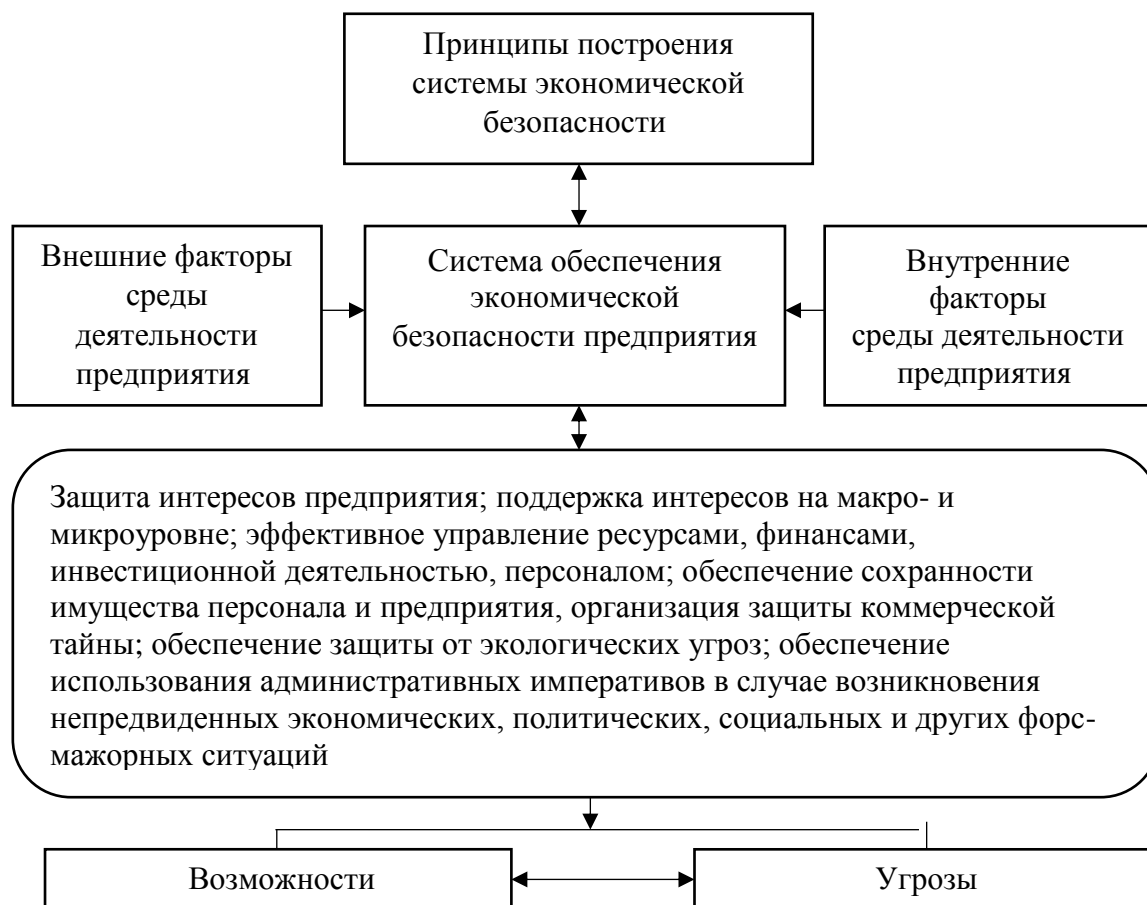 Принципы построения
системы экономической
безопасности
Внешние факторы
среды
деятельности
предприятия
Система обеспечения
экономической
безопасности предприятия
Внутренние
факторы
среды деятельности
предприятия
Защита интересов предприятия; поддержка интересов на макро- и
микроуровне; эффективное управление ресурсами, финансами,
инвестиционной деятельностью, персоналом; обеспечение сохранности
имущества персонала и предприятия, организация защиты коммерческой
тайны; обеспечение защиты от экологических угроз; обеспечение
использования административных императивов в случае возникновения
непредвиденных экономических, политических, социальных и других форс-
мажорных ситуаций
Возможности
Угрозы